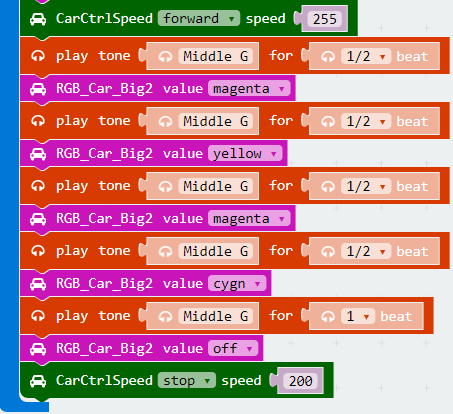 CarCtrlSpeed forward speed 255
play tone Middle G for 1/2 beat
RGB_Car_Big2 value magenta
play tone Middle G for 1/2 beat
RGB_Car_Big2 value yellow
play tone Middle G for 1/2 beat
RGB_Car_Big2 value magenta
play tone Middle G for 1/2 beat
RGB_Car_Big2 value cygn
play tone Middle G for 1 beat
RGB_Car_Big2 value off
CarCtrlSpeed stop speed 200